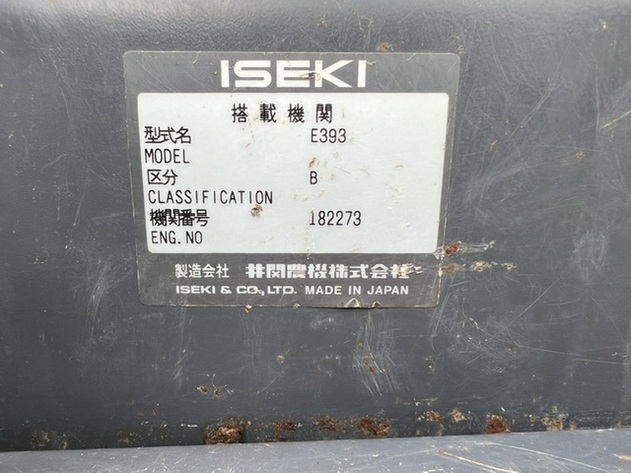 ISEKI
搭載機関
型式名 E393
MODEL
区分 B
CLASSIFICATION
機関番号 182273
ENG. NO
製造会社 井関農機株式会社
ISEKI & CO., LTD. MADE IN JAPAN